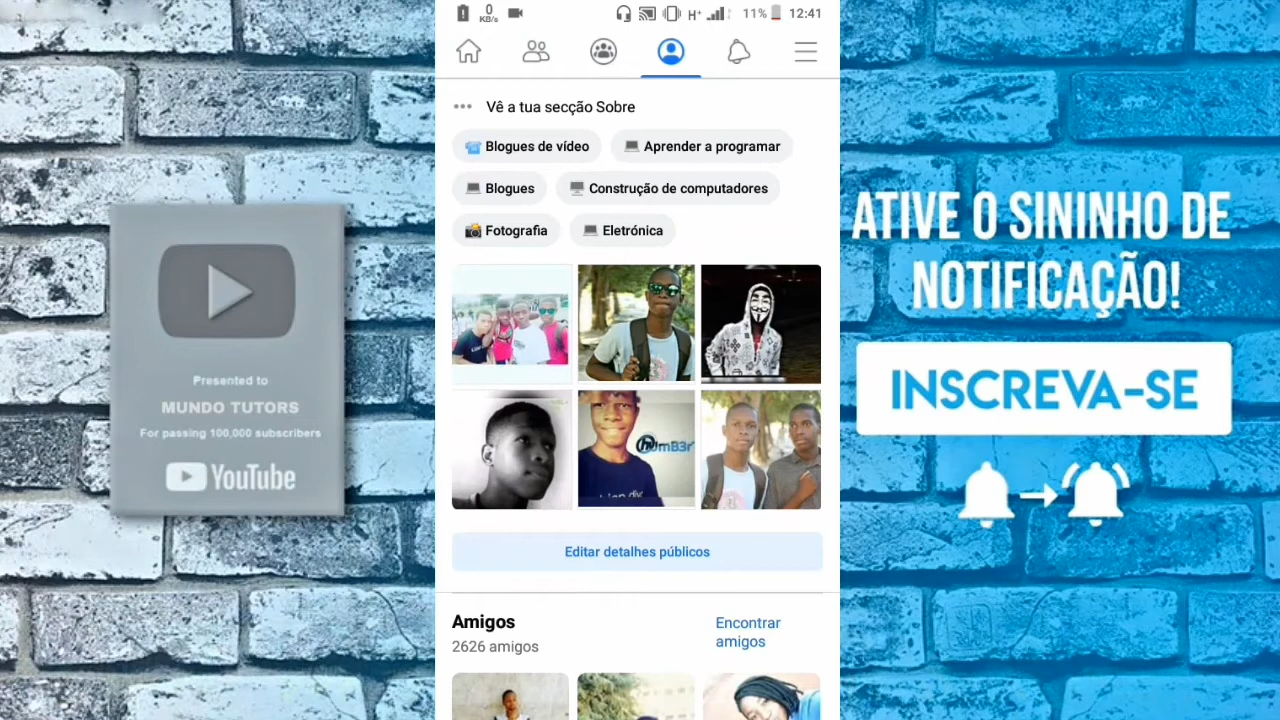 Presented to
MUNDO TUTORS
For passing 100,000 subscribers
YouTube
0
KB/s
H+
11%
12:41
Vê a tua secção Sobre
Blogues de vídeo
Aprender a programar
Blogues
Construção de computadores
Fotografia
Eletrónica
Editar detalhes públicos
Amigos
2626 amigos
Encontrar
amigos
ATIVE O SININHO DE
NOTIFICAÇÃO!
INSCREVA-SE